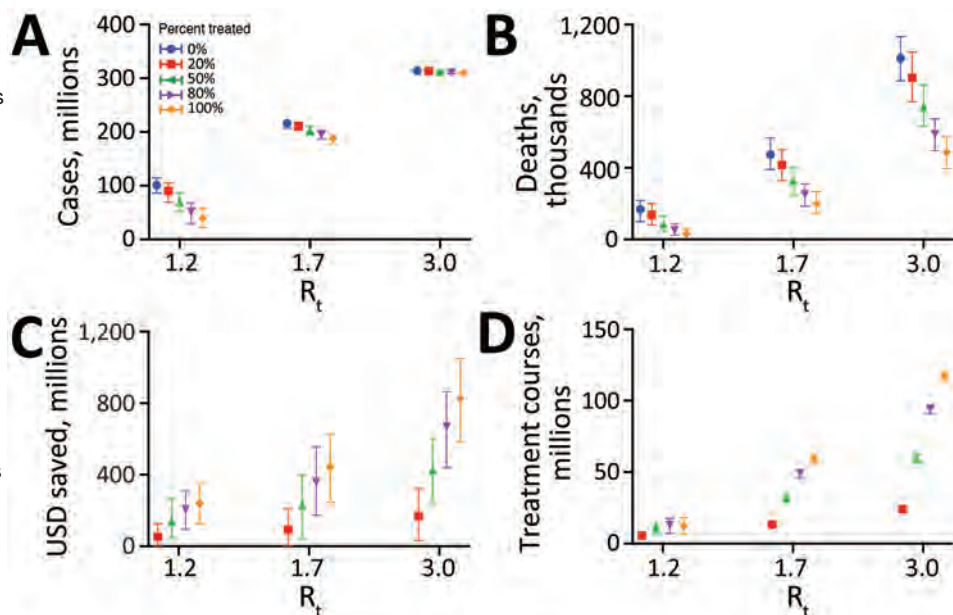 A
Cases, millions
400
300
200
100
0
Percent treated
0%
20%
50%
80%
100%
1.2
1.7
3.0
Rt
B
Deaths,
thousands
1,200
800
400
0
1.2
1.7
3.0
Rt
C
USD saved, millions
1,200
800
400
0
1.2
1.7
3.0
Rt
D
Treatment courses,
millions
150
100
50
0
1.2
1.7
3.0
Rt